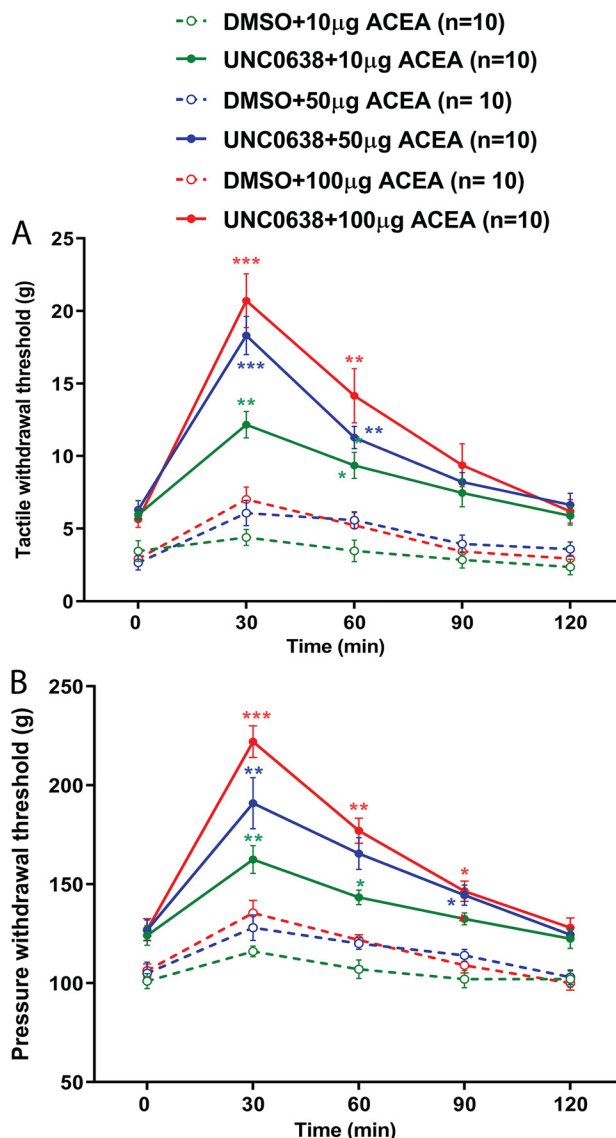 DMSO+10μg ACEA (n=10)
UNC0638+10μg ACEA (n=10)
DMSO+50μg ACEA (n= 10)
UNC0638+50μg ACEA (n=10)
DMSO+100μg ACEA (n= 10)
UNC0638+100μg ACEA (n=10)
A
Tactile withdrawal threshold (g)
25
20
15
10
5
0
***
***
**
**
**
*
*
0 30 60 90 120
Time (min)
B
Pressure withdrawal threshold (g)
250
200
150
100
50
***
**
**
**
*
*
*
0 30 60 90 120
Time (min)